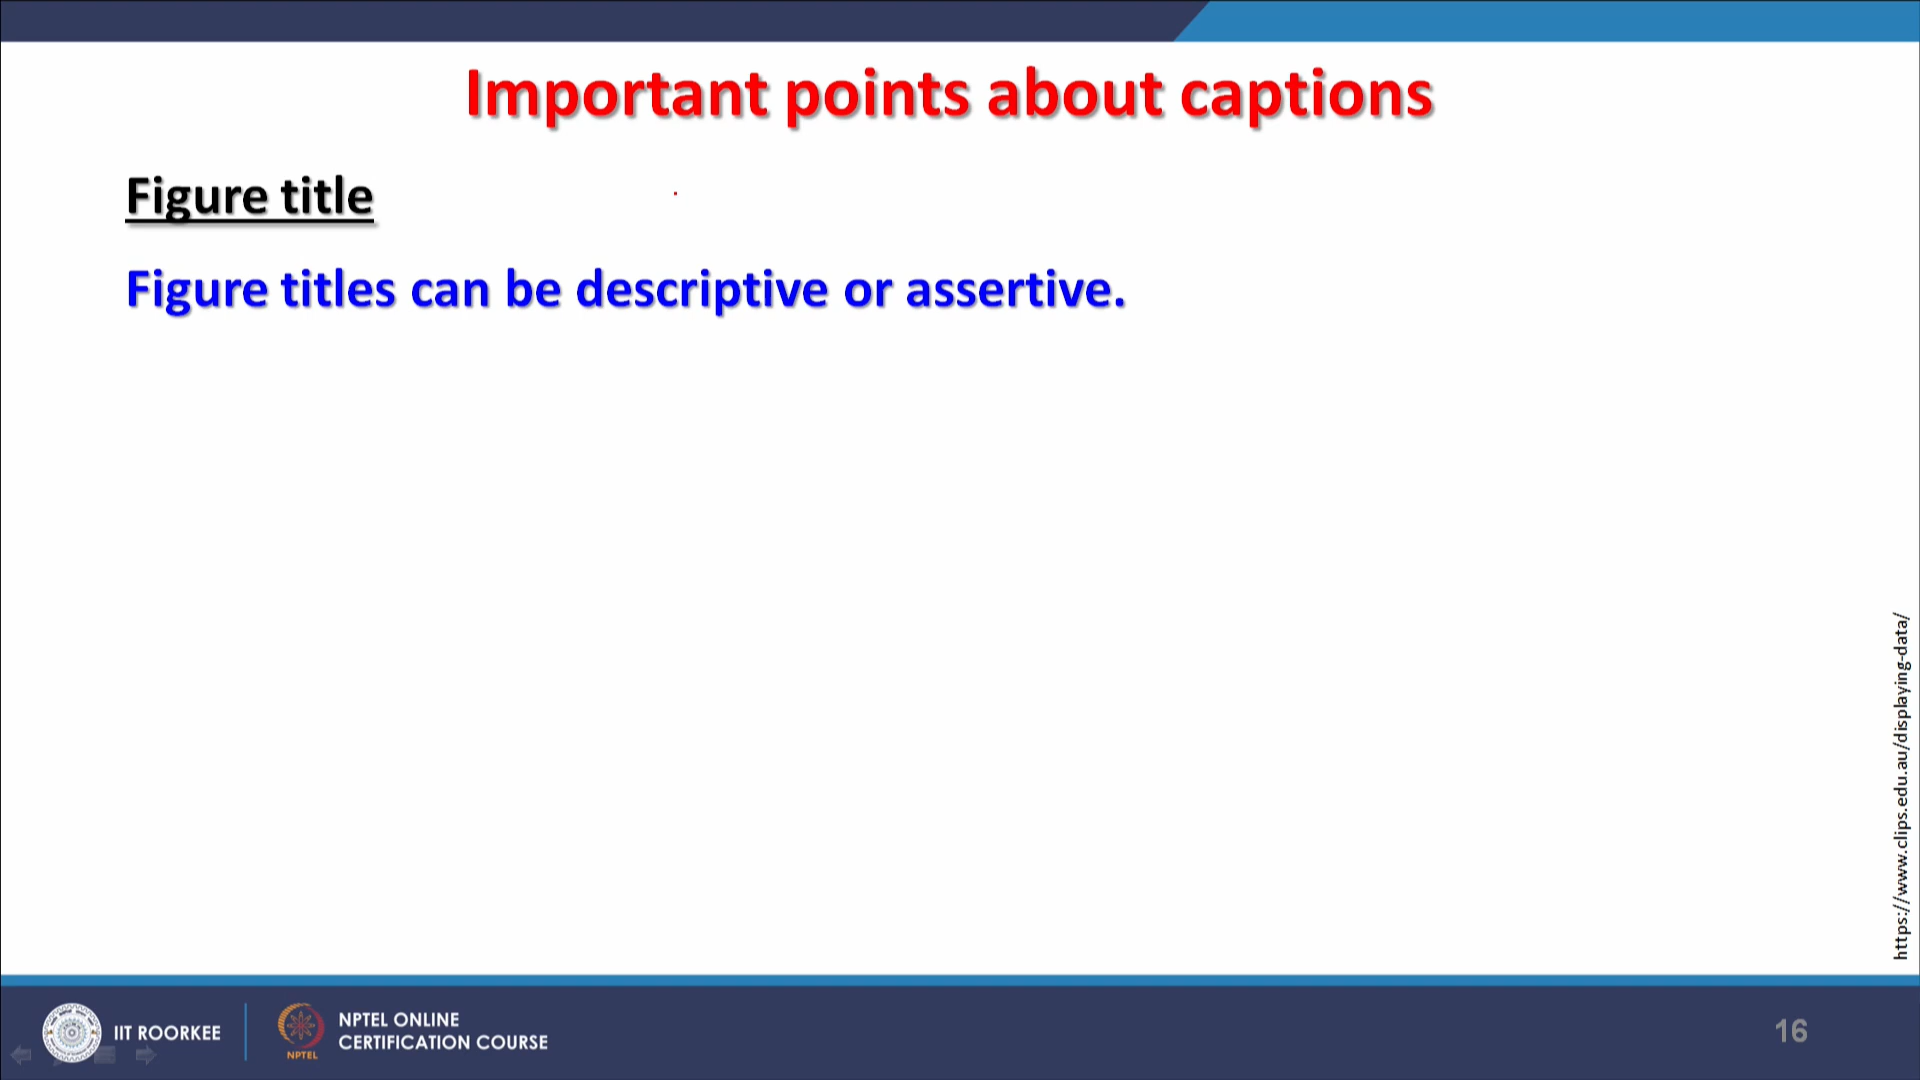 Important points about captions
Figure title
Figure titles can be descriptive or assertive.
https://www.clips.edu.au/displaying-data/
IIT ROORKEE
NPTEL
NPTEL ONLINE
CERTIFICATION COURSE
16